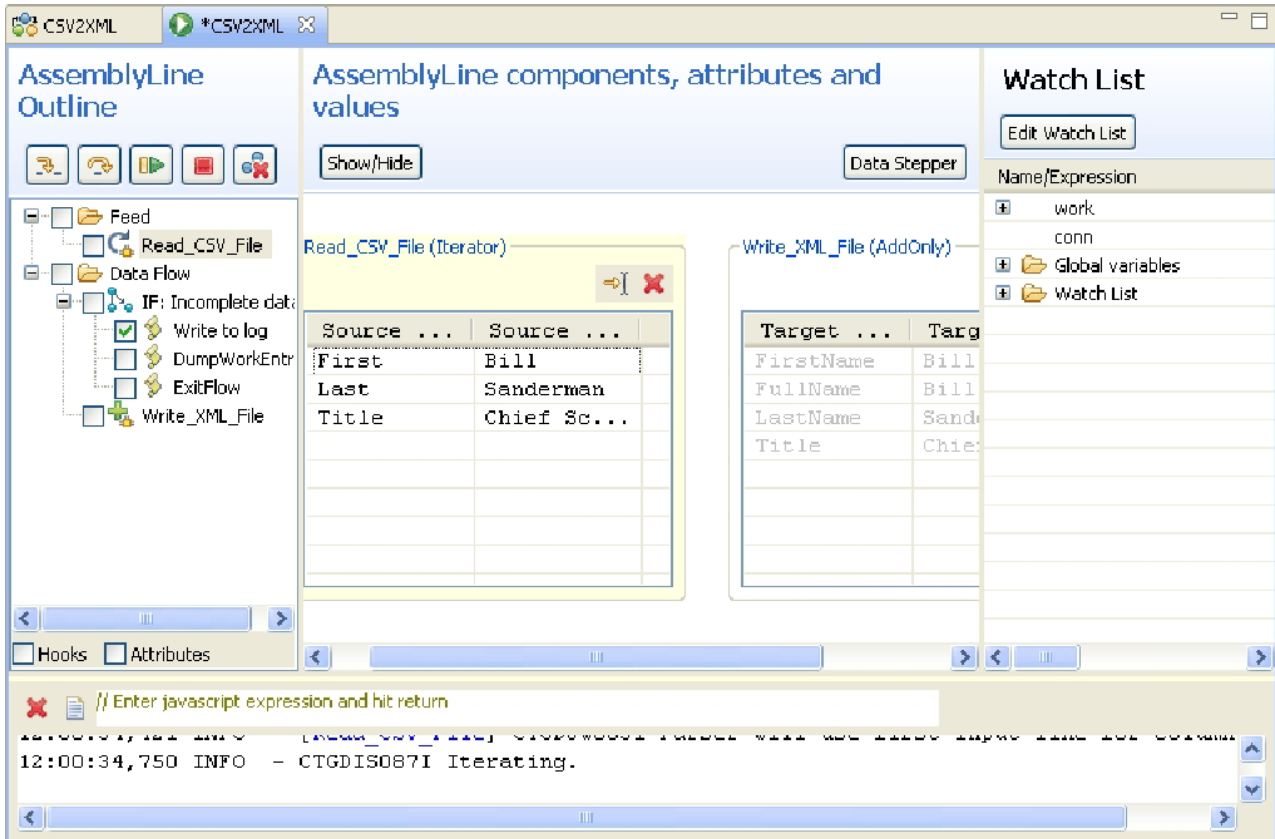 CSV2XML *CSV2XML
AssemblyLine
Outline
Feed
Read_CSV_File
Data Flow
IF: Incomplete data
Write to log
DumpWorkEntr
ExitFlow
Write_XML_File
Hooks Attributes
AssemblyLine components, attributes and
values
Show/Hide Data Stepper
Read_CSV_File (Iterator)
Source ... Source ...
First Bill
Last Sanderman
Title Chief Sc...
Write_XML_File (AddOnly)
Target ... Targ
FirstName Bill
FullName Bill
LastName Sand
Title Chie
Watch List
Edit Watch List
Name/Expression
work
conn
Global variables
Watch List
// Enter javascript expression and hit return
12:00:34,750 INFO - CTGDIS087I Iterating.